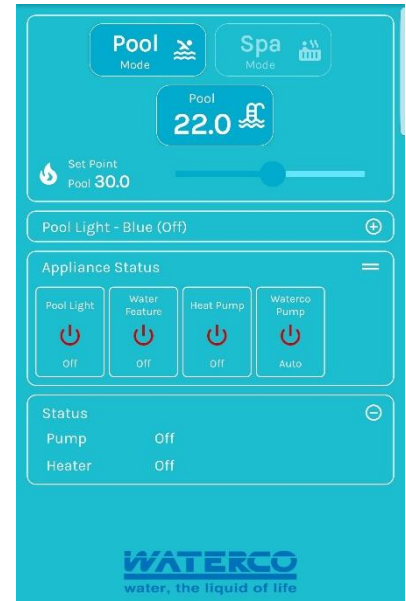 Pool
Mode
Spa
Mode
Pool
22.0
Set Point
Pool 30.0
Pool Light - Blue (Off)
Appliance Status
Pool Light
Off
Water
Feature
Off
Heat Pump
Off
Waterco
Pump
Auto
Status
Pump Off
Heater Off
WATERCO
water, the liquid of life